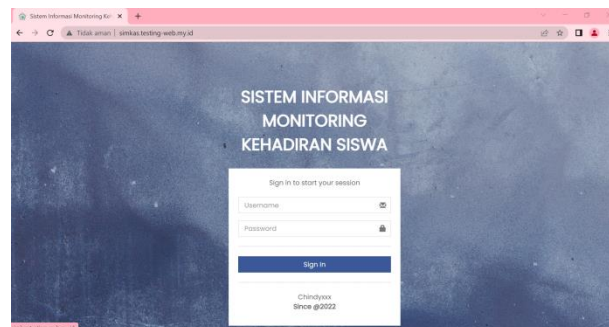 Sistem Informasi Monitoring Keh
Tidak aman | simkas.testing-web.my.id
SISTEM INFORMASI
MONITORING
KEHADIRAN SISWA
Sign in to start your session
Username
Password
Sign In
Chindyxxx
Since @2022